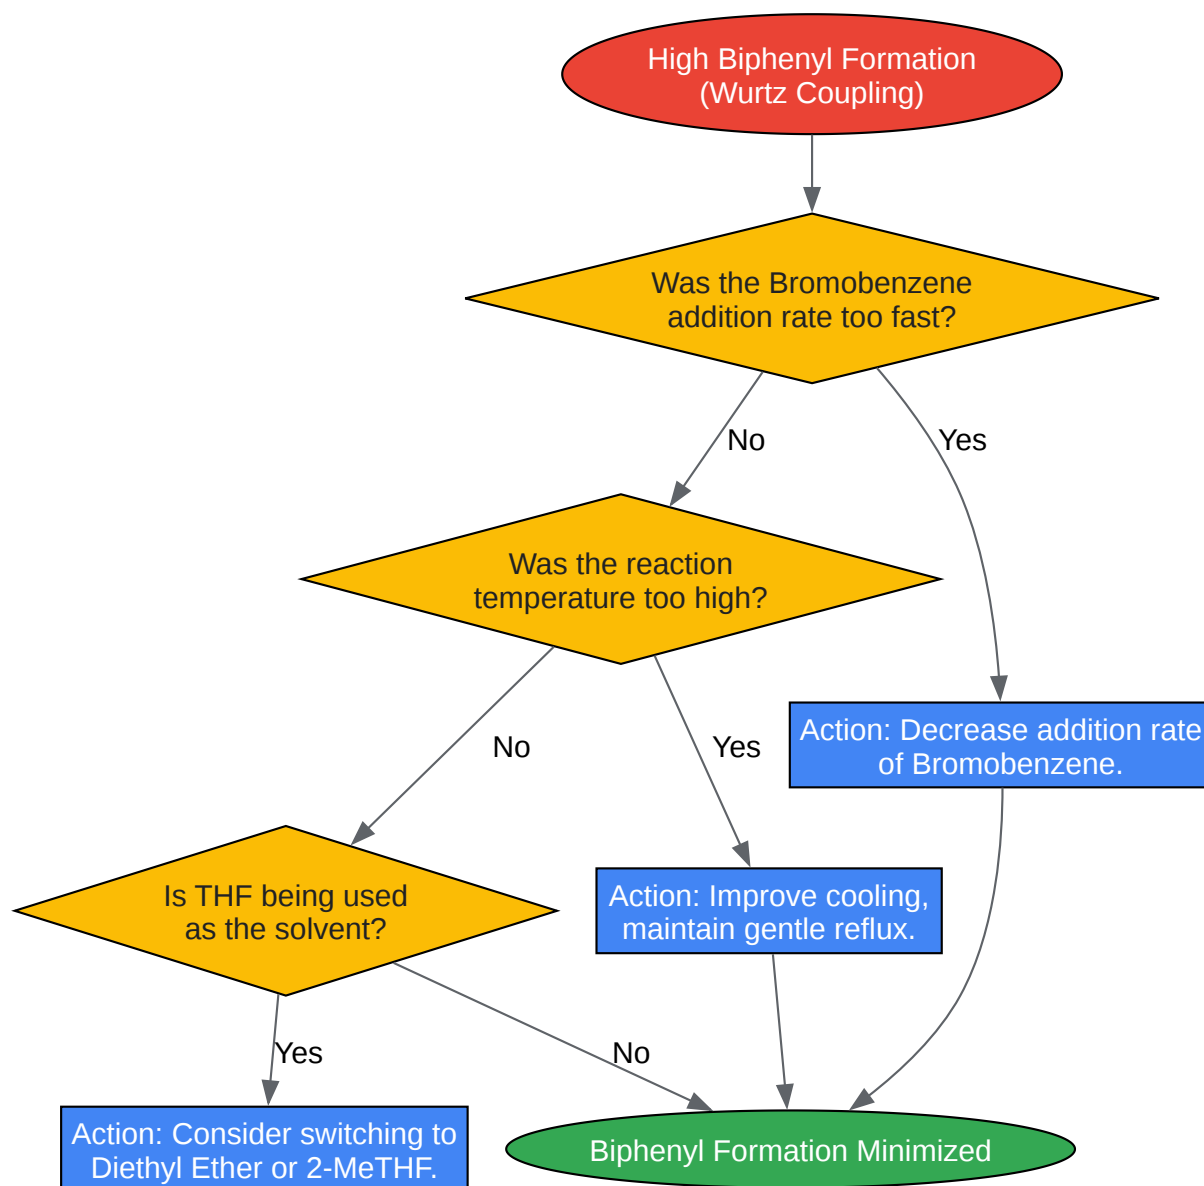 High Biphenyl Formation
(Wurtz Coupling)
Was the Bromobenzene
addition rate too fast?
No
Yes
Was the reaction
temperature too high?
No
Yes
Action: Decrease addition rate
of Bromobenzene.
Is THF being used
as the solvent?
Action: Improve cooling,
maintain gentle reflux.
Yes
No
Action: Consider switching to
Diethyl Ether or 2-MeTHF.
Biphenyl Formation Minimized